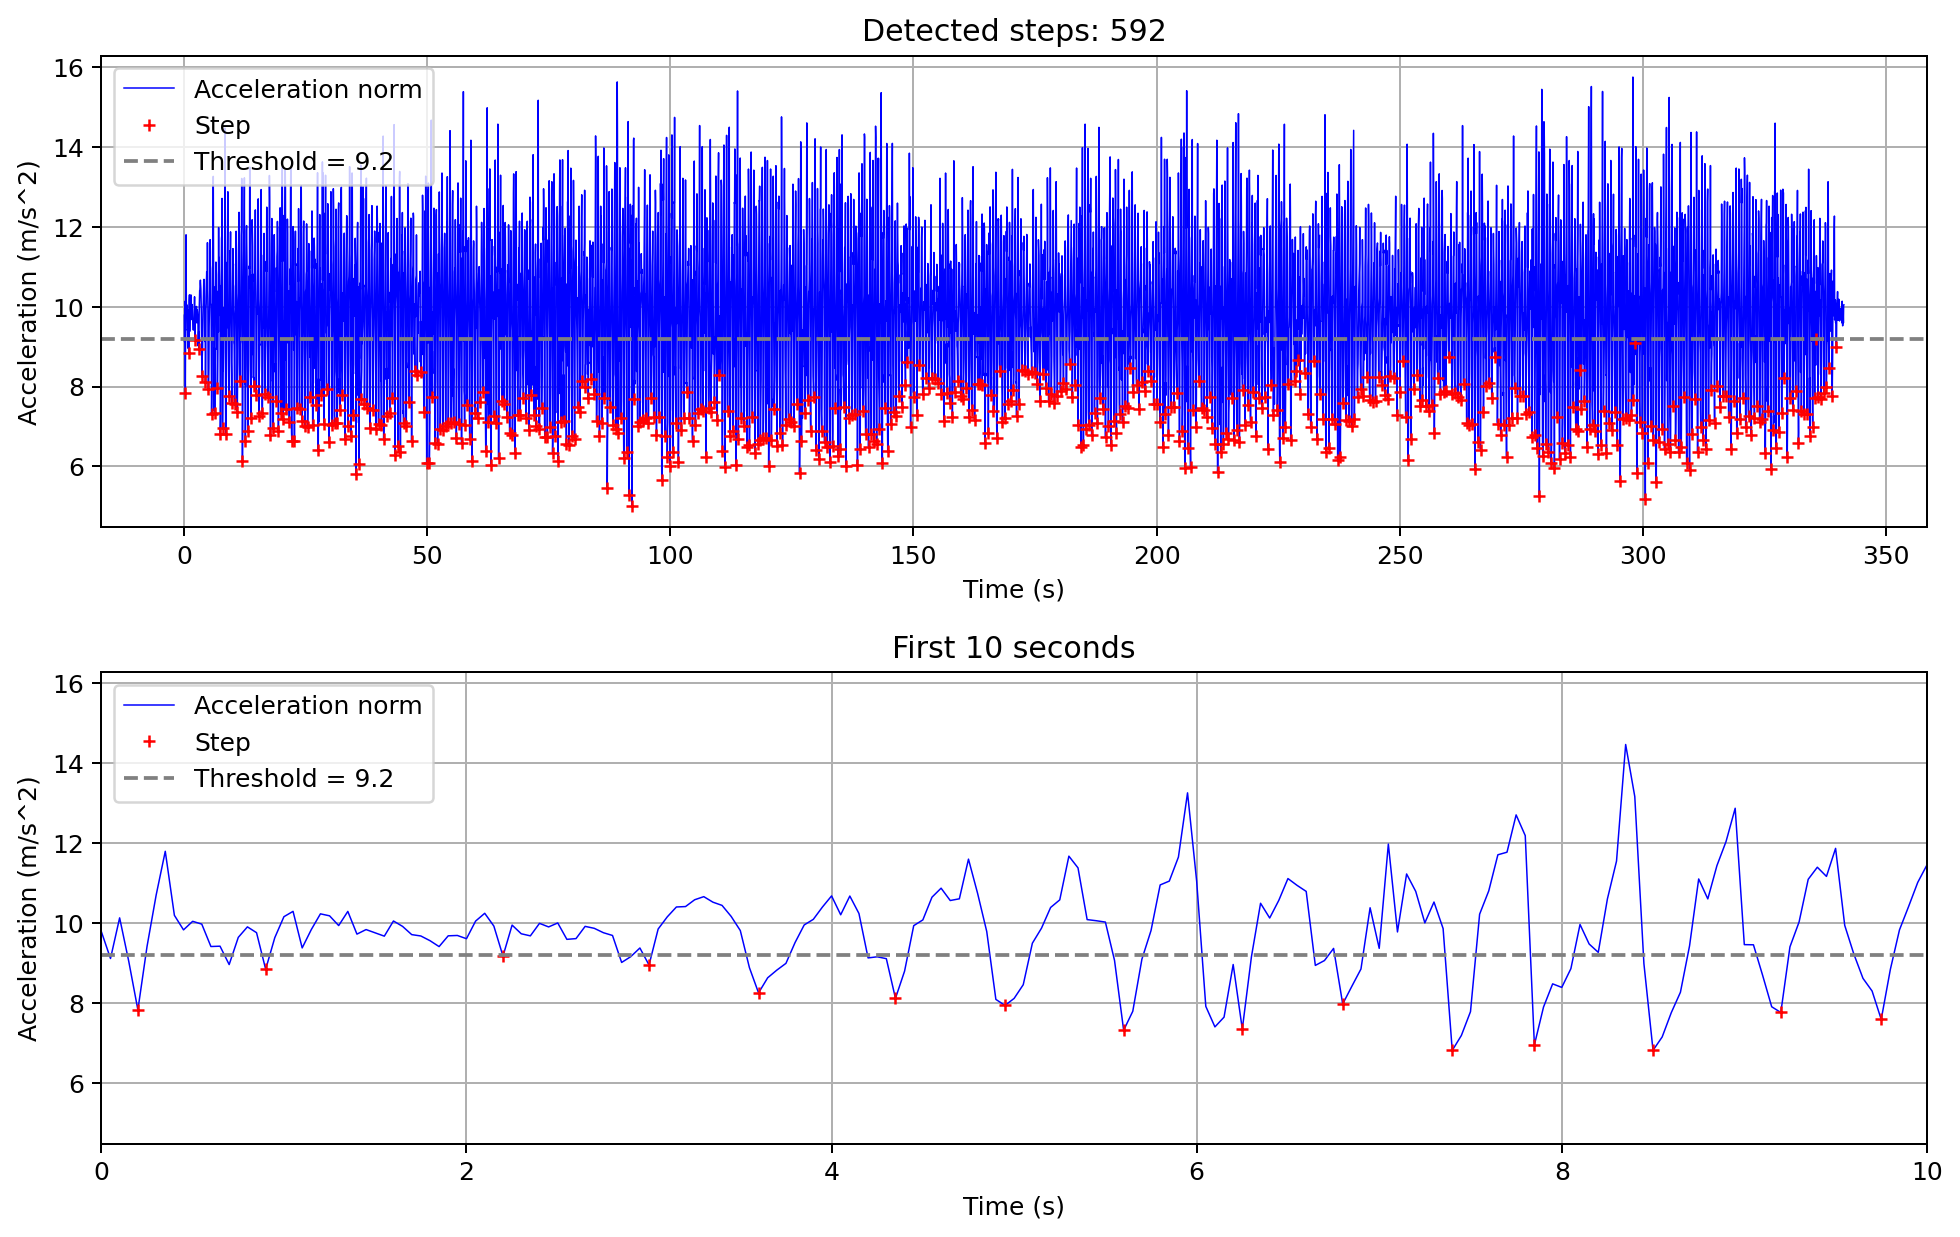 Detected steps: 592
16
14
12
10
8
6
Acceleration (m/s^2)
Acceleration norm
Step
Threshold = 9.2
0 50 100 150 200 250 300 350
Time (s)
First 10 seconds
16
14
12
10
8
6
Acceleration (m/s^2)
Acceleration norm
Step
Threshold = 9.2
0 2 4 6 8 10
Time (s)